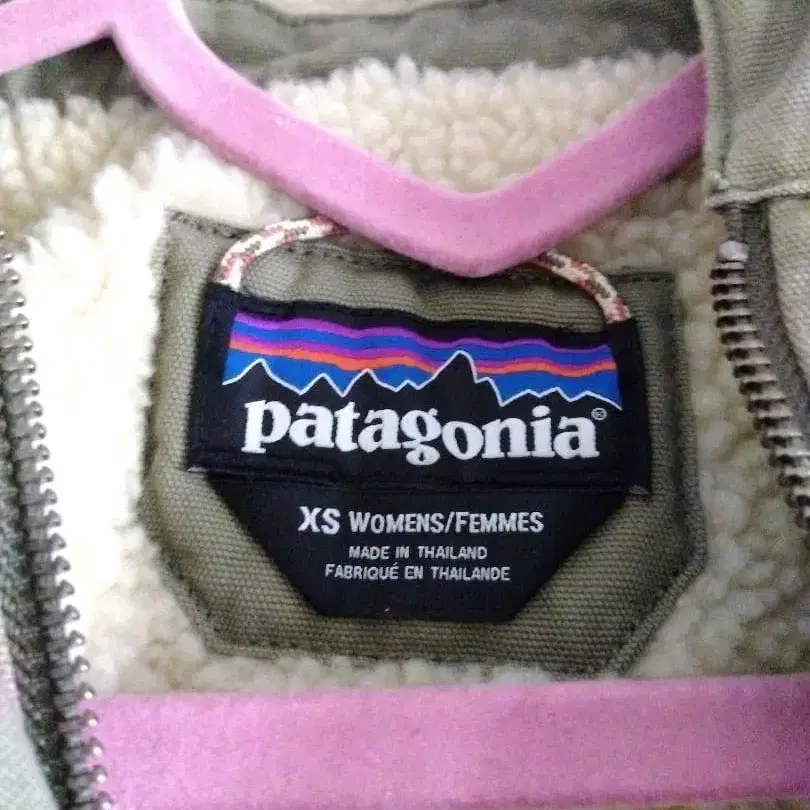 patagonia®
XS WOMENS/FEMMES
MADE IN THAILAND
FABRIQUÉ EN THAILANDE